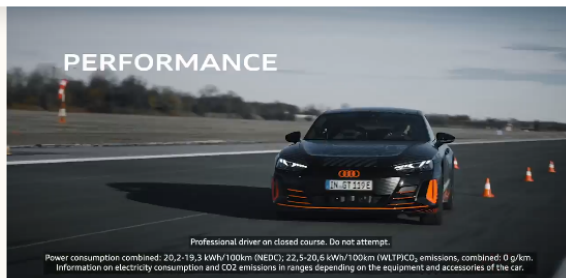 PERFORMANCE
IN·GT 119E
Professional driver on closed course. Do not attempt.
Power consumption combined: 20,2-19,3 kWh/100km (NEDC); 22,5-20,6 kWh/100km (WLTP)CO₂ emissions, combined: 0 g/km.
Information on electricity consumption and CO2 emissions in ranges depending on the equipment and accessories of the car.